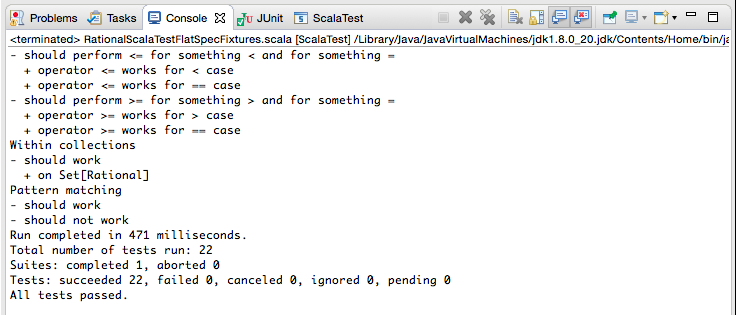 Problems Tasks Console JUnit ScalaTest
<terminated> RationalScalaTestFlatSpecFixtures.scala [ScalaTest] /Library/Java/JavaVirtualMachines/jdk1.8.0_20.jdk/Contents/Home/bin/ja
- should perform <= for something < and for something =
  + operator <= works for < case
  + operator <= works for == case
- should perform >= for something > and for something =
  + operator >= works for > case
  + operator >= works for == case
Within collections
- should work
  + on Set[Rational]
Pattern matching
- should work
- should not work
Run completed in 471 milliseconds.
Total number of tests run: 22
Suites: completed 1, aborted 0
Tests: succeeded 22, failed 0, canceled 0, ignored 0, pending 0
All tests passed.